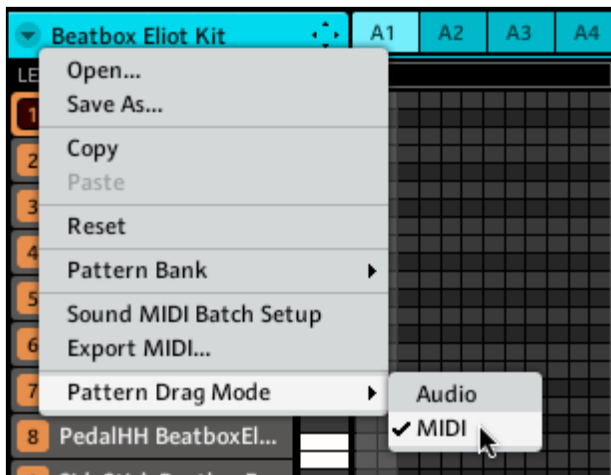 Beatbox Eliot Kit
A1 A2 A3 A4
LE
Open...
1
Save As...
2
Copy
Paste
3
Reset
4
Pattern Bank
5
Sound MIDI Batch Setup
6
Export MIDI...
7
Pattern Drag Mode
Audio
8 PedalHH BeatboxEl...
✓ MIDI